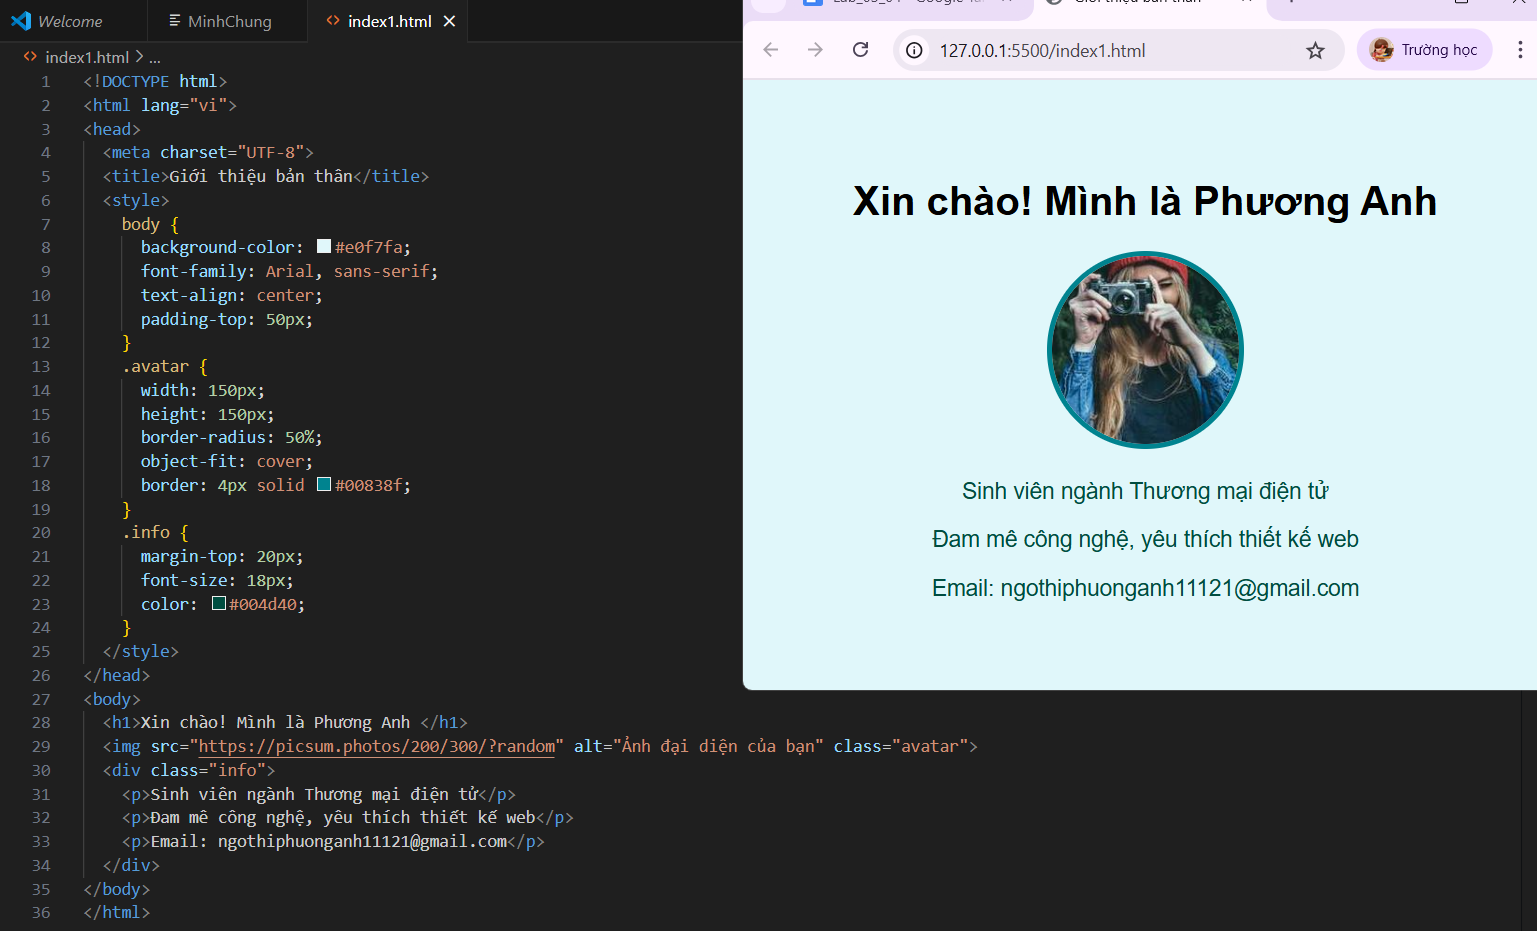 Welcome
MinhChung
index1.html
index1.html > ...
1 <!DOCTYPE html>
2 <html lang="vi">
3 <head>
4 <meta charset="UTF-8">
5 <title>Giới thiệu bản thân</title>
6 <style>
7 body {
8 background-color: #e0f7fa;
9 font-family: Arial, sans-serif;
10 text-align: center;
11 padding-top: 50px;
12 }
13 .avatar {
14 width: 150px;
15 height: 150px;
16 border-radius: 50%;
17 object-fit: cover;
18 border: 4px solid #00838f;
19 }
20 .info {
21 margin-top: 20px;
22 font-size: 18px;
23 color: #004d40;
24 }
25 </style>
26 </head>
27 <body>
28 <h1>Xin chào! Mình là Phương Anh </h1>
29 <img src="https://picsum.photos/200/300/?random" alt="Ảnh đại diện của bạn" class="avatar">
30 <div class="info">
31 <p>Sinh viên ngành Thương mại điện tử</p>
32 <p>Đam mê công nghệ, yêu thích thiết kế web</p>
33 <p>Email: ngothiphuonganh11121@gmail.com</p>
34 </div>
35 </body>
36 </html>
127.0.0.1:5500/index1.html
Trường học
Xin chào! Mình là Phương Anh
Sinh viên ngành Thương mại điện tử
Đam mê công nghệ, yêu thích thiết kế web
Email: ngothiphuonganh11121@gmail.com